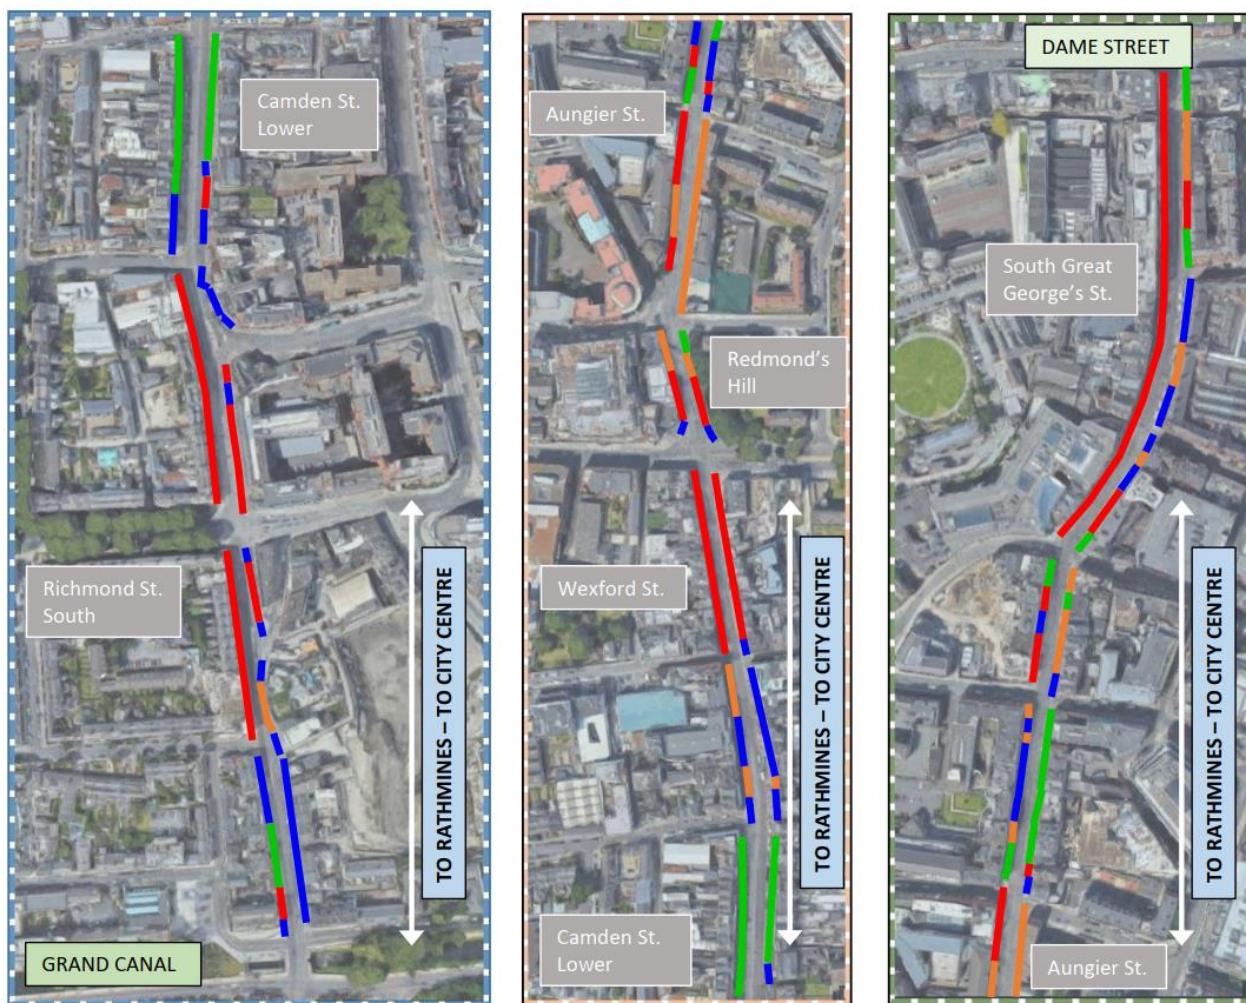 Camden St.
Lower
Richmond St.
South
TO RATHMINES – TO CITY CENTRE
GRAND CANAL
Aungier St.
Redmond's
Hill
Wexford St.
TO RATHMINES – TO CITY CENTRE
Camden St.
Lower
DAME STREET
South Great
George's St.
TO RATHMINES – TO CITY CENTRE
Aungier St.